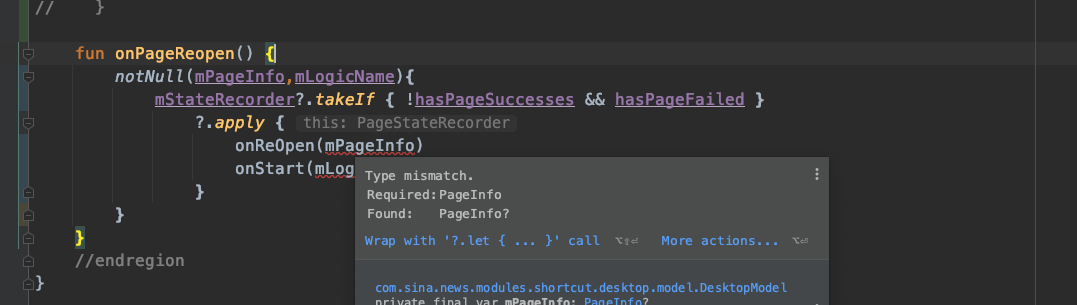 // }
fun onPageReopen() {
notNull(mPageInfo,mLogicName){
mStateRecorder?.takeIf { !hasPageSuccesses && hasPageFailed }
?.apply { this: PageStateRecorder
onReOpen(mPageInfo)
onStart(mLog
}
}
}
//endregion
}
Type mismatch.
Required: PageInfo
Found: PageInfo?
Wrap with '?.let { ... }' call ⌥⇧⏎ More actions... ⌥⏎
com.sina.news.modules.shortcut.desktop.model.DesktopModel
private final var mPageInfo: PageInfo?